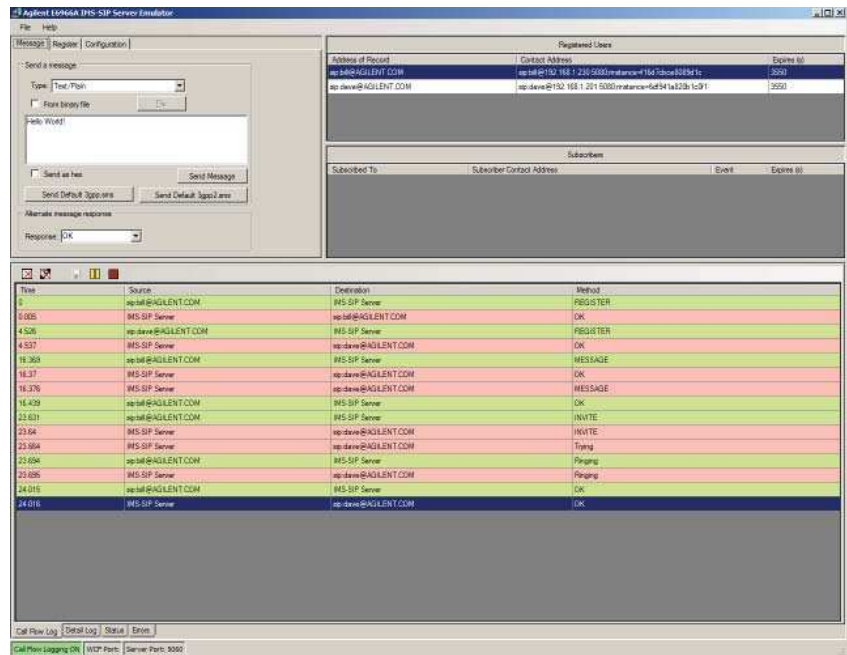 Agilent E6966A IMS-SIP Server Emulator
File Help
Message Register Configuration
Send a message
Type: Text/Plain
From binary file
Hello World!
Send as hex
Send Message
Send Default 3gpp.sms
Send Default 3gpp2.sms
Alternate message response
Response: OK
Registered Users
Address of Record Contact Address Expires (s)
sip:bill@AGILENT.COM 3550
sip:dave@AGILENT.COM 3550
Subscribers
Subscribed To Subscriber Contact Address Event Expires (s)
Time Source Destination Method
0 sip:bill@AGILENT.COM IMS-SIP Server REGISTER
0.005 IMS-SIP Server sip:bill@AGILENT.COM OK
4.526 sip:dave@AGILENT.COM IMS-SIP Server REGISTER
4.537 IMS-SIP Server sip:dave@AGILENT.COM OK
16.369 sip:bill@AGILENT.COM IMS-SIP Server MESSAGE
16.37 IMS-SIP Server sip:dave@AGILENT.COM OK
16.376 IMS-SIP Server sip:dave@AGILENT.COM MESSAGE
16.439 sip:bill@AGILENT.COM IMS-SIP Server OK
23.631 sip:bill@AGILENT.COM IMS-SIP Server INVITE
23.64 IMS-SIP Server sip:dave@AGILENT.COM INVITE
23.664 IMS-SIP Server sip:dave@AGILENT.COM Trying
23.694 sip:bill@AGILENT.COM IMS-SIP Server Ringing
23.695 IMS-SIP Server sip:dave@AGILENT.COM Ringing
24.015 sip:bill@AGILENT.COM IMS-SIP Server OK
24.016 IMS-SIP Server sip:dave@AGILENT.COM OK
Call Flow Log Detail Log Status Errors
Call Flow Logging ON WCF Port: Server Port: 5060